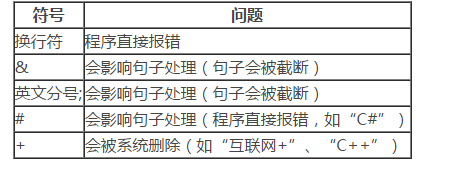 符号 问题
换行符 程序直接报错
& 会影响句子处理（句子会被截断）
英文分号; 会影响句子处理（句子会被截断）
# 会影响句子处理（程序直接报错，如“C#”）
+ 会被系统删除（如“互联网+”、“C++”）